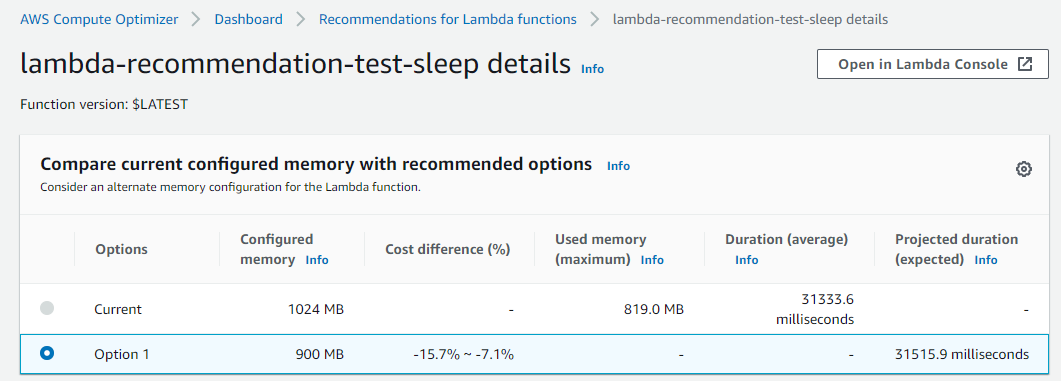 AWS Compute Optimizer > Dashboard > Recommendations for Lambda functions > lambda-recommendation-test-sleep details
lambda-recommendation-test-sleep details Info
Open in Lambda Console
Function version: $LATEST
Compare current configured memory with recommended options Info
Consider an alternate memory configuration for the Lambda function.
Options
Configured memory Info
Cost difference (%)
Used memory (maximum) Info
Duration (average) Info
Projected duration (expected) Info
Current 1024 MB - 819.0 MB 31333.6 milliseconds -
Option 1 900 MB -15.7% ~ -7.1% - - 31515.9 milliseconds